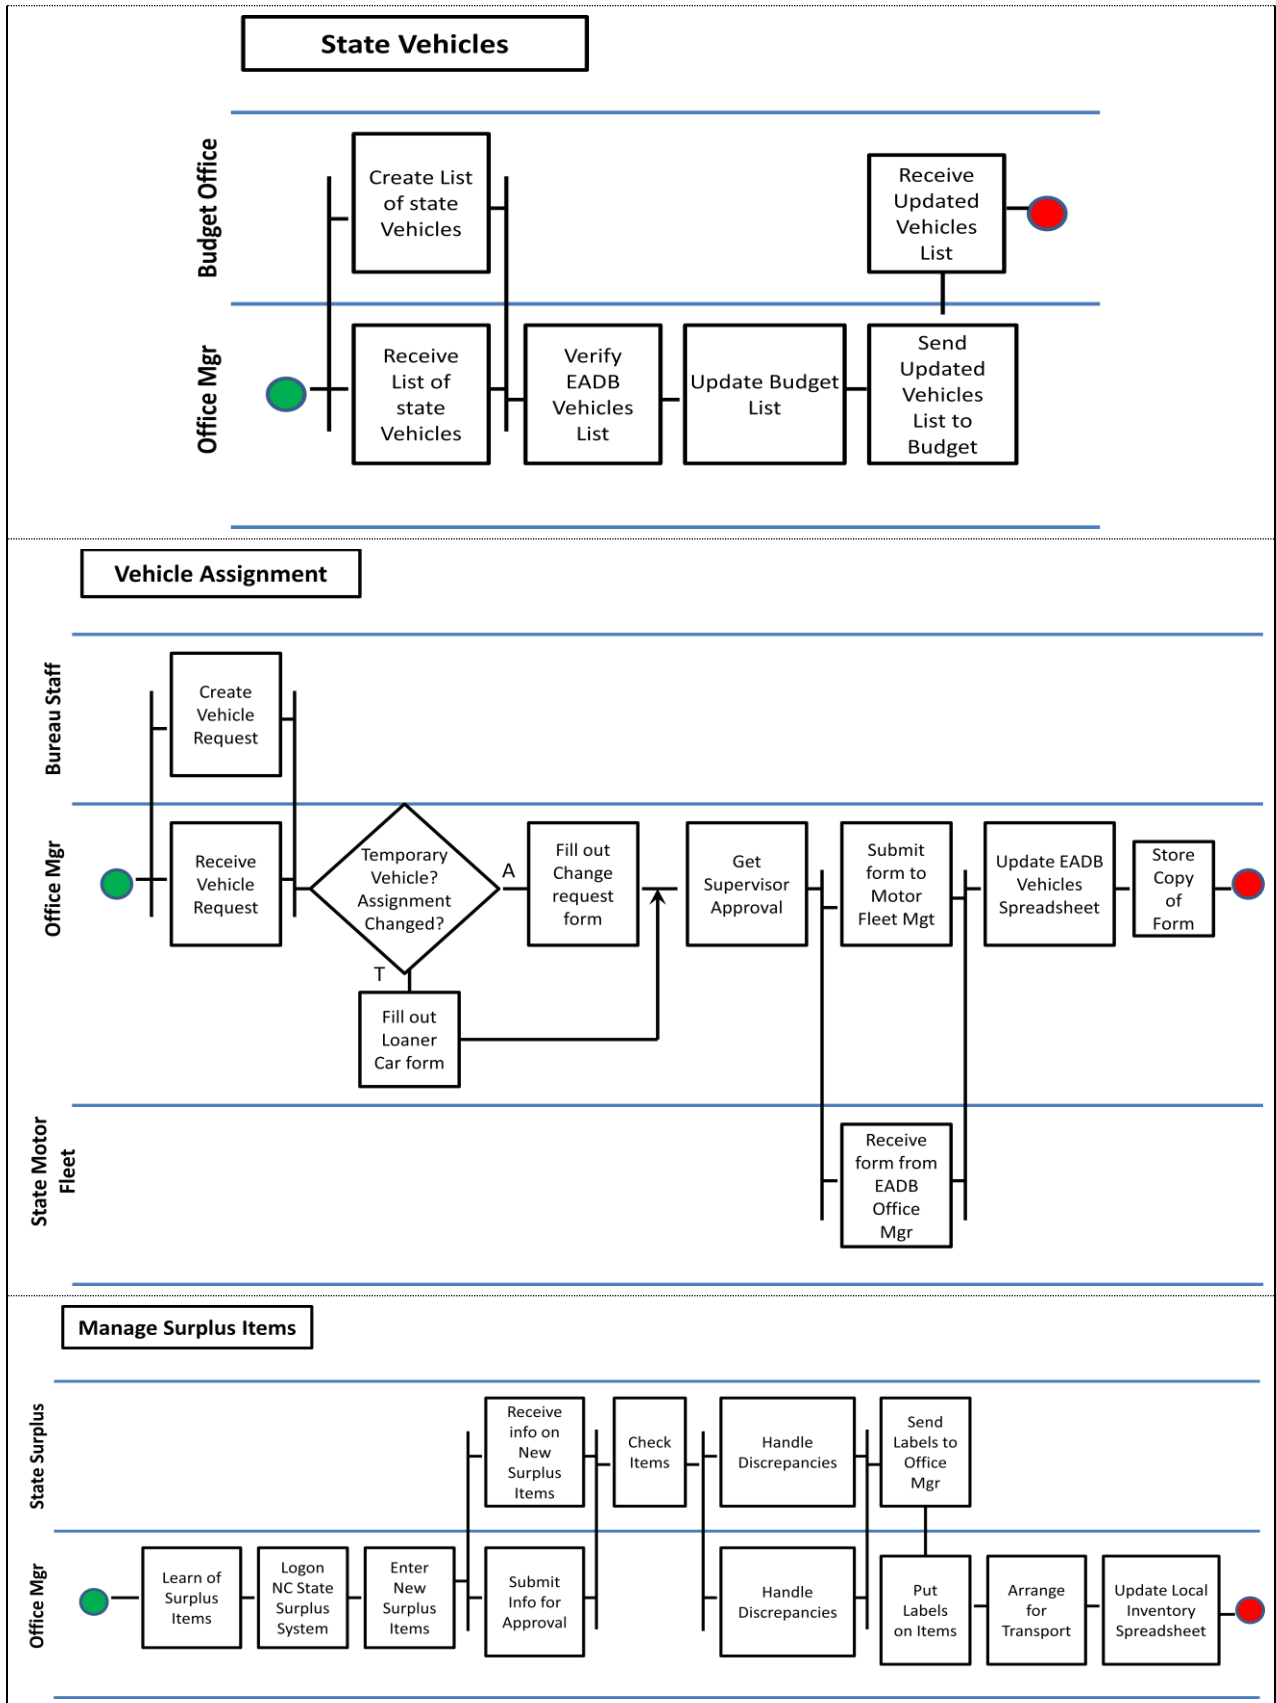 State Vehicles
Budget Office
Create List
of state
Vehicles
Receive
Updated
Vehicles
List
Office Mgr
Receive
List of
state
Vehicles
Verify
EADB
Vehicles
List
Update Budget
List
Send
Updated
Vehicles
List to
Budget
Vehicle Assignment
Bureau Staff
Create
Vehicle
Request
Office Mgr
Receive
Vehicle
Request
Temporary
Vehicle?
Assignment
Changed?
A
T
Fill out
Change
request
form
Fill out
Loaner
Car form
Get
Supervisor
Approval
Submit
form to
Motor
Fleet Mgt
Update EADB
Vehicles
Spreadsheet
Store
Copy
of
Form
State Motor
Fleet
Receive
form from
EADB
Office
Mgr
Manage Surplus Items
State Surplus
Receive
info on
New
Surplus
Items
Check
Items
Handle
Discrepancies
Send
Labels to
Office
Mgr
Office Mgr
Learn of
Surplus
Items
Logon
NC State
Surplus
System
Enter
New
Surplus
Items
Submit
Info for
Approval
Handle
Discrepancies
Put
Labels
on Items
Arrange
for
Transport
Update Local
Inventory
Spreadsheet